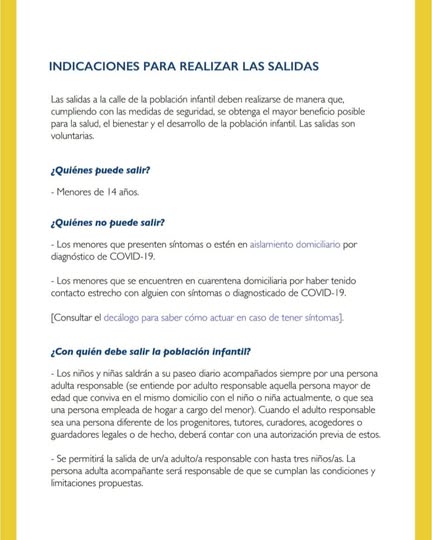 INDICACIONES PARA REALIZAR LAS SALIDAS
Las salidas a la calle de la población infantil deben realizarse de manera que,
cumpliendo con las medidas de seguridad, se obtenga el mayor beneficio posible
para la salud, el bienestar y el desarrollo de la población infantil. Las salidas son
voluntarias.
¿Quiénes puede salir?
- Menores de 14 años.
¿Quiénes no puede salir?
- Los menores que presenten síntomas o estén en aislamiento domiciliario por
diagnóstico de COVID-19.
- Los menores que se encuentren en cuarentena domiciliaria por haber tenido
contacto estrecho con alguien con síntomas o diagnosticado de COVID-19.
[Consultar el decálogo para saber cómo actuar en caso de tener síntomas].
¿Con quién debe salir la población infantil?
- Los niños y niñas saldrán a su paseo diario acompañados siempre por una persona
adulta responsable (se entiende por adulto responsable aquella persona mayor de
edad que conviva en el mismo domicilio con el niño o niña actualmente, o que sea
una persona empleada de hogar a cargo del menor). Cuando el adulto responsable
sea una persona diferente de los progenitores, tutores, curadores, acogedores o
guardadores legales o de hecho, deberá contar con una autorización previa de estos.
- Se permitirá la salida de un/a adulto/a responsable con hasta tres niños/as. La
persona adulta acompañante será responsable de que se cumplan las condiciones y
limitaciones propuestas.